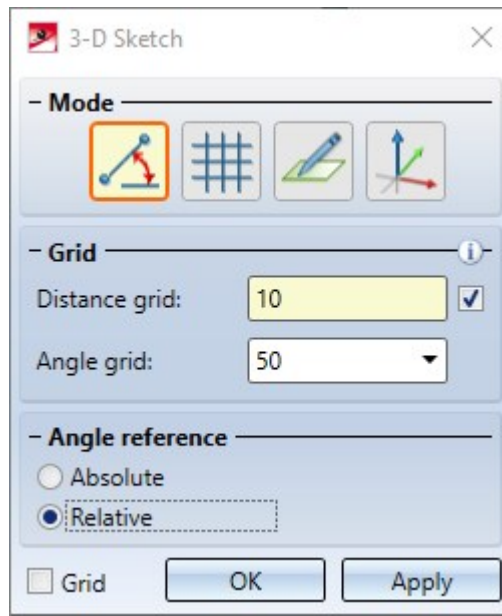 3-D Sketch
Mode
Grid
Distance grid: 10
Angle grid: 50
Angle reference
Absolute
Relative
Grid OK Apply